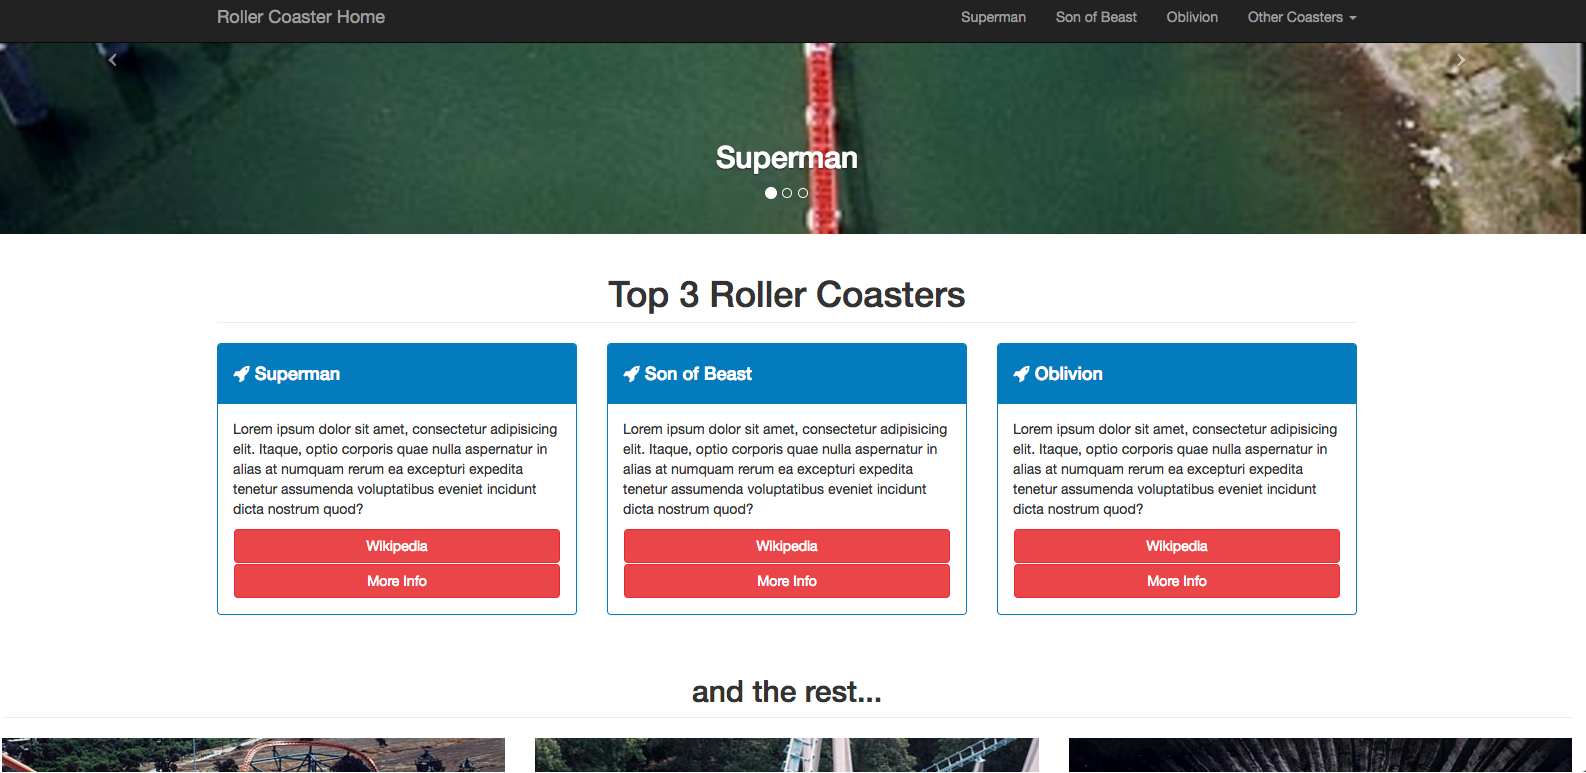 Roller Coaster Home
Superman
Son of Beast
Oblivion
Other Coasters
Superman
Top 3 Roller Coasters
Superman
Lorem ipsum dolor sit amet, consectetur adipisicing
elit. Itaque, optio corporis quae nulla aspernatur in
alias at numquam rerum ea excepturi expedita
tenetur assumenda voluptatibus eveniet incidunt
dicta nostrum quod?
Wikipedia
More Info
Son of Beast
Lorem ipsum dolor sit amet, consectetur adipisicing
elit. Itaque, optio corporis quae nulla aspernatur in
alias at numquam rerum ea excepturi expedita
tenetur assumenda voluptatibus eveniet incidunt
dicta nostrum quod?
Wikipedia
More Info
Oblivion
Lorem ipsum dolor sit amet, consectetur adipisicing
elit. Itaque, optio corporis quae nulla aspernatur in
alias at numquam rerum ea excepturi expedita
tenetur assumenda voluptatibus eveniet incidunt
dicta nostrum quod?
Wikipedia
More Info
and the rest...